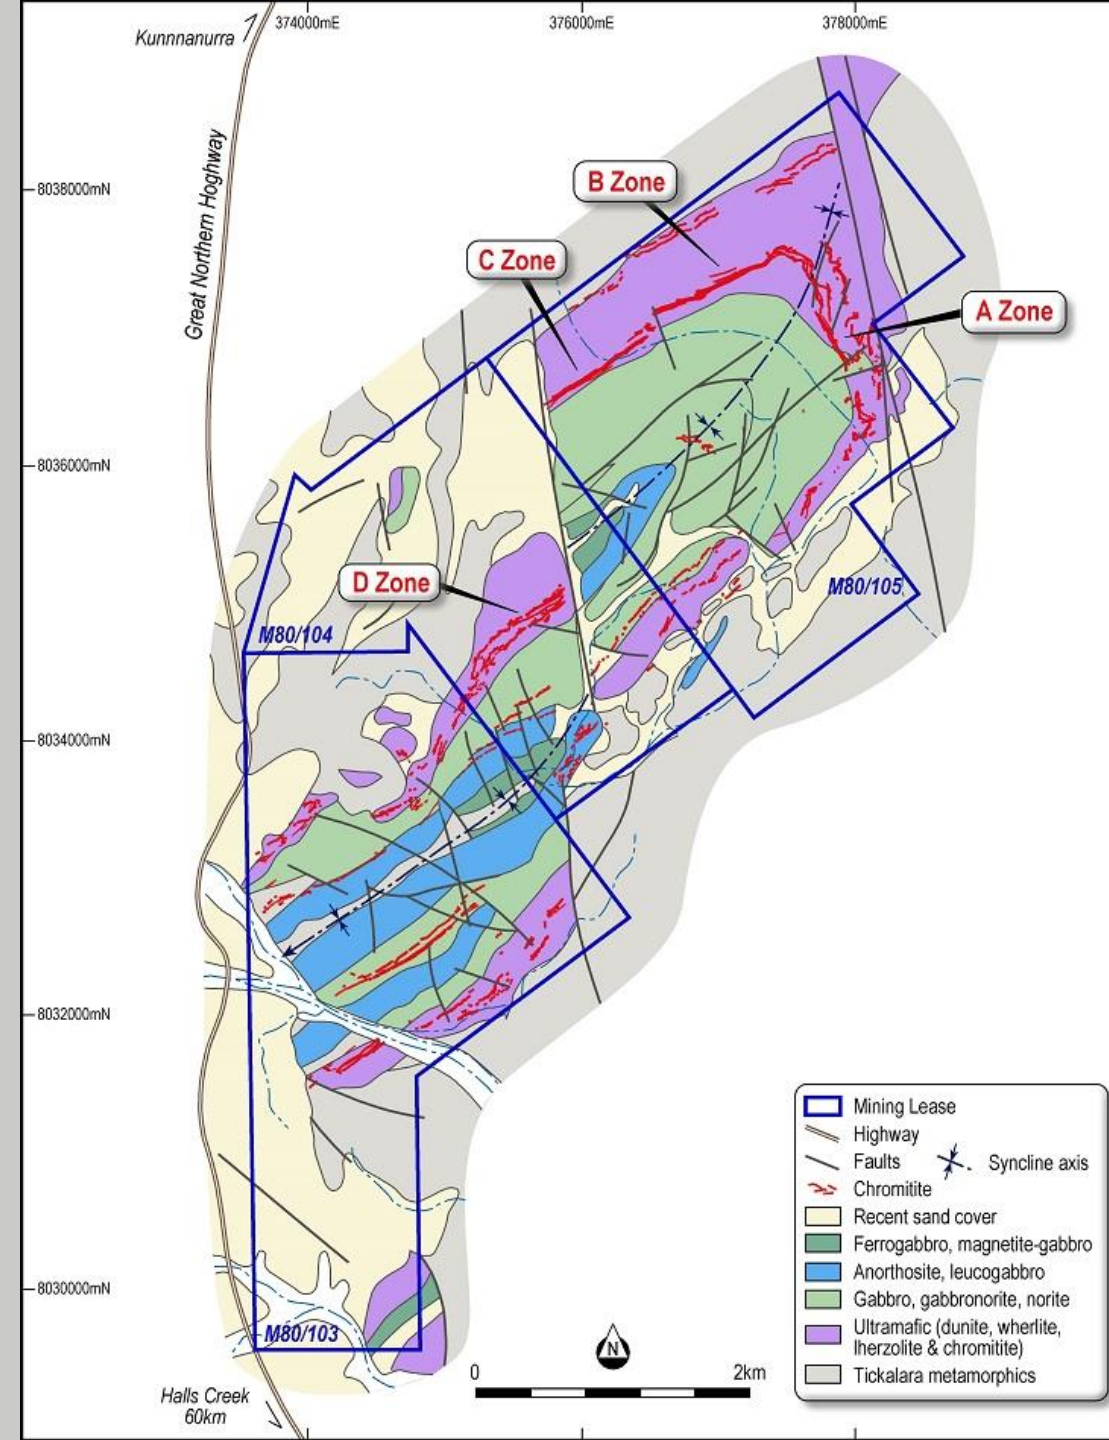 374000mE
376000mE
378000mE
Kunnnanurra
Great Northern Hoghway
8038000mN
8036000mN
8034000mN
8032000mN
8030000mN
B Zone
C Zone
A Zone
D Zone
M80/105
M80/104
M80/103
Halls Creek
60km
N
0
2km
Mining Lease
Highway
Faults
Syncline axis
Chromitite
Recent sand cover
Ferrogabbro, magnetite-gabbro
Anorthosite, leucogabbro
Gabbro, gabbronorite, norite
Ultramafic (dunite, wherlite,
lherzolite & chromitite)
Tickalara metamorphics